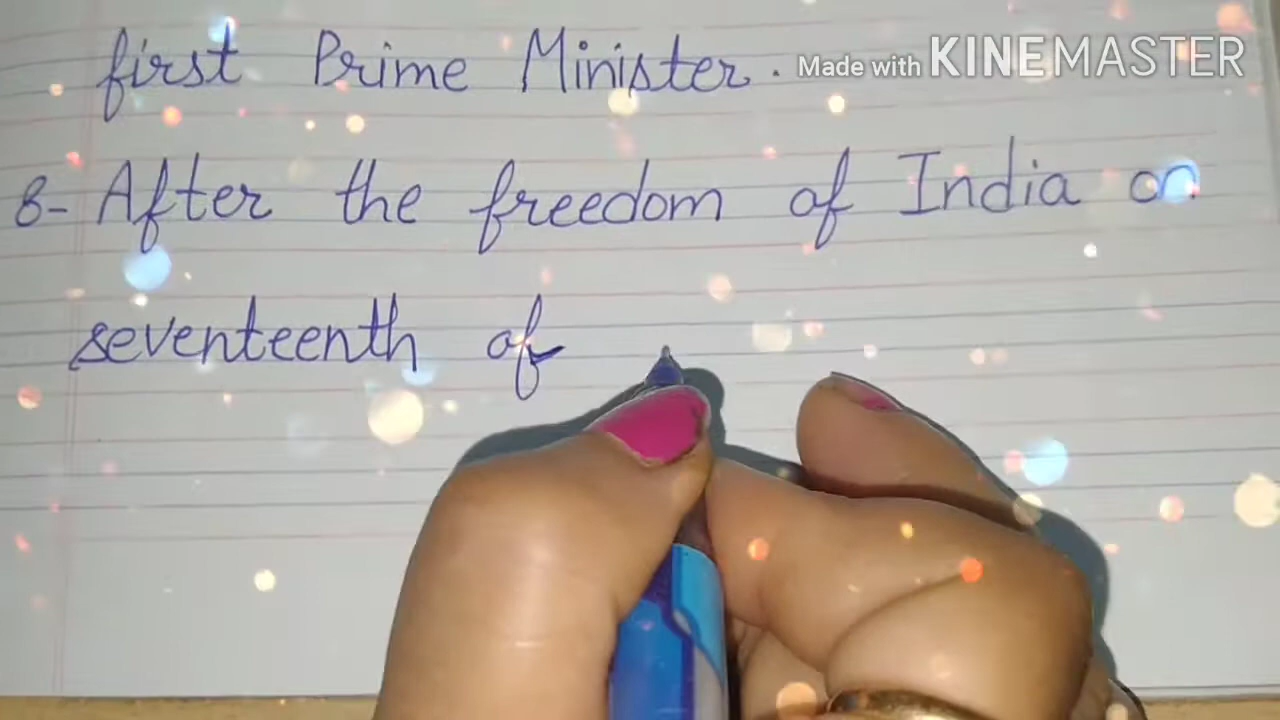 first Prime Minister.
Made with KINEMASTER
8- After the freedom of India on
seventeenth of